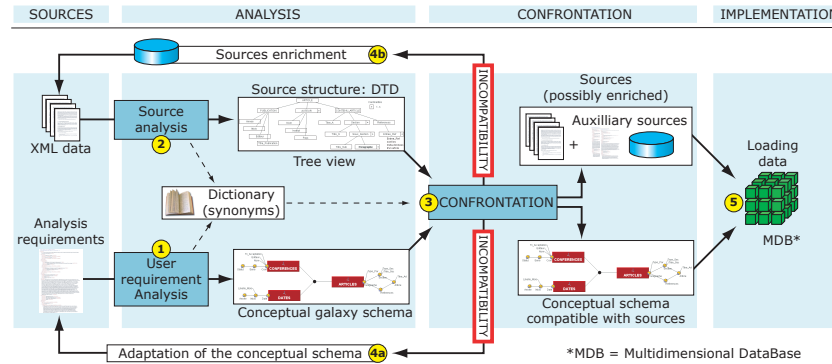 SOURCES
ANALYSIS
CONFRONTATION
IMPLEMENTATION
Sources enrichment
4b
Source structure: DTD
Source
analysis
2
XML data
Tree view
INCOMPATIBILITY
Sources
(possibly enriched)
Auxilliary sources
+
Loading
data
5
MDB*
Dictionary
(synonyms)
3
CONFRONTATION
Analysis
requirements
1
User
requirement
Analysis
CONFERENCES
DATES
ARTICLES
Conceptual galaxy schema
INCOMPATIBILITY
CONFERENCES
DATES
ARTICLES
Conceptual schema
compatible with sources
Adaptation of the conceptual schema
4a
*MDB = Multidimensional DataBase